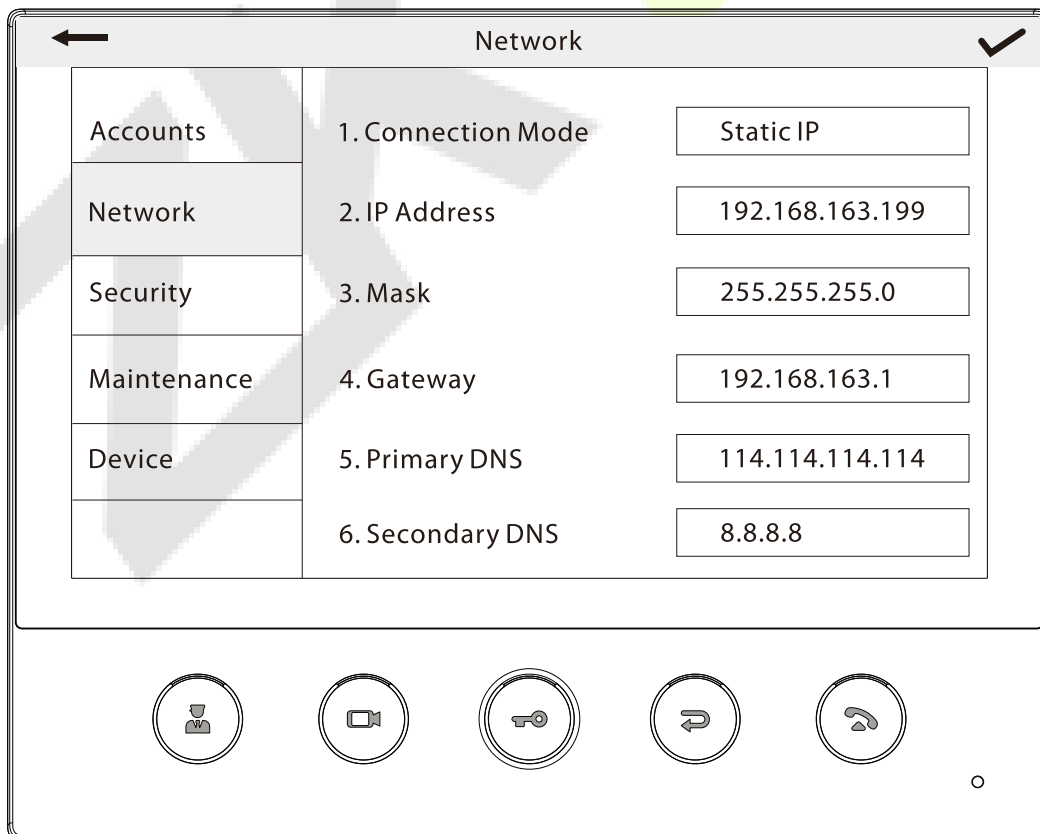 Network
Accounts
Network
Security
Maintenance
Device
1. Connection Mode
Static IP
2. IP Address
192.168.163.199
3. Mask
255.255.255.0
4. Gateway
192.168.163.1
5. Primary DNS
114.114.114.114
6. Secondary DNS
8.8.8.8